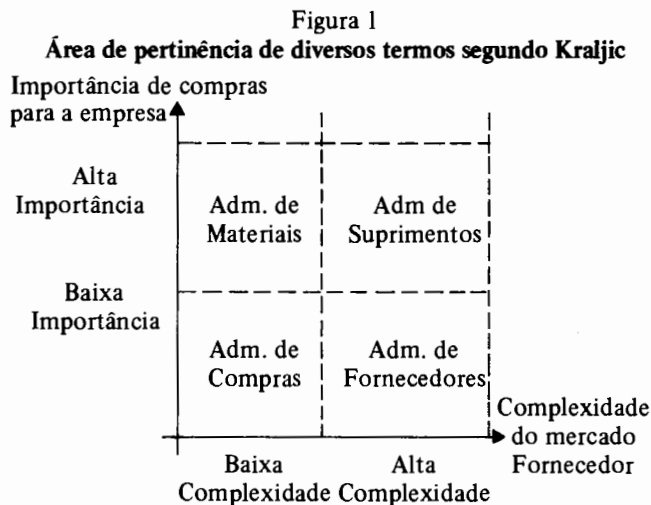 Figura 1
Área de pertinência de diversos termos segundo Kraljic
Importância de compras
para a empresa
Alta
Importância
Adm. de
Materiais
Adm de
Suprimentos
Baixa
Importância
Adm. de
Compras
Adm. de
Fornecedores
Complexidade
do mercado
Fornecedor
Baixa
Complexidade
Alta
Complexidade